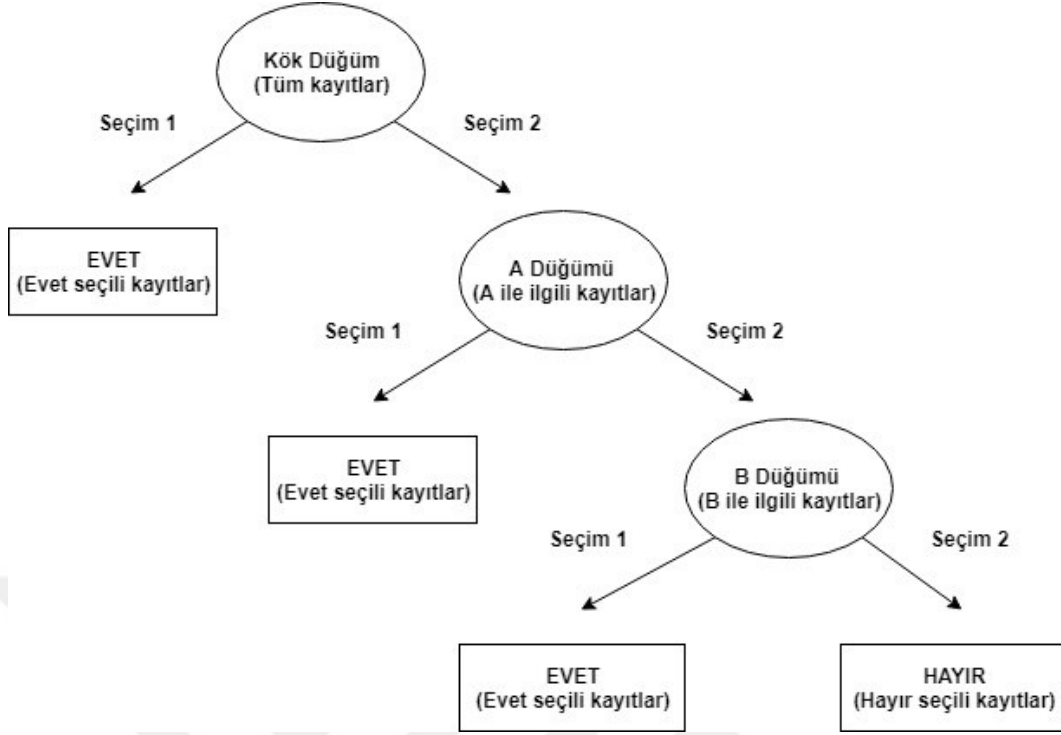 Kök Düğüm
(Tüm kayıtlar)
Seçim 1
Seçim 2
EVET
(Evet seçili kayıtlar)
A Düğümü
(A ile ilgili kayıtlar)
Seçim 1
Seçim 2
EVET
(Evet seçili kayıtlar)
B Düğümü
(B ile ilgili kayıtlar)
Seçim 1
Seçim 2
EVET
(Evet seçili kayıtlar)
HAYIR
(Hayır seçili kayıtlar)